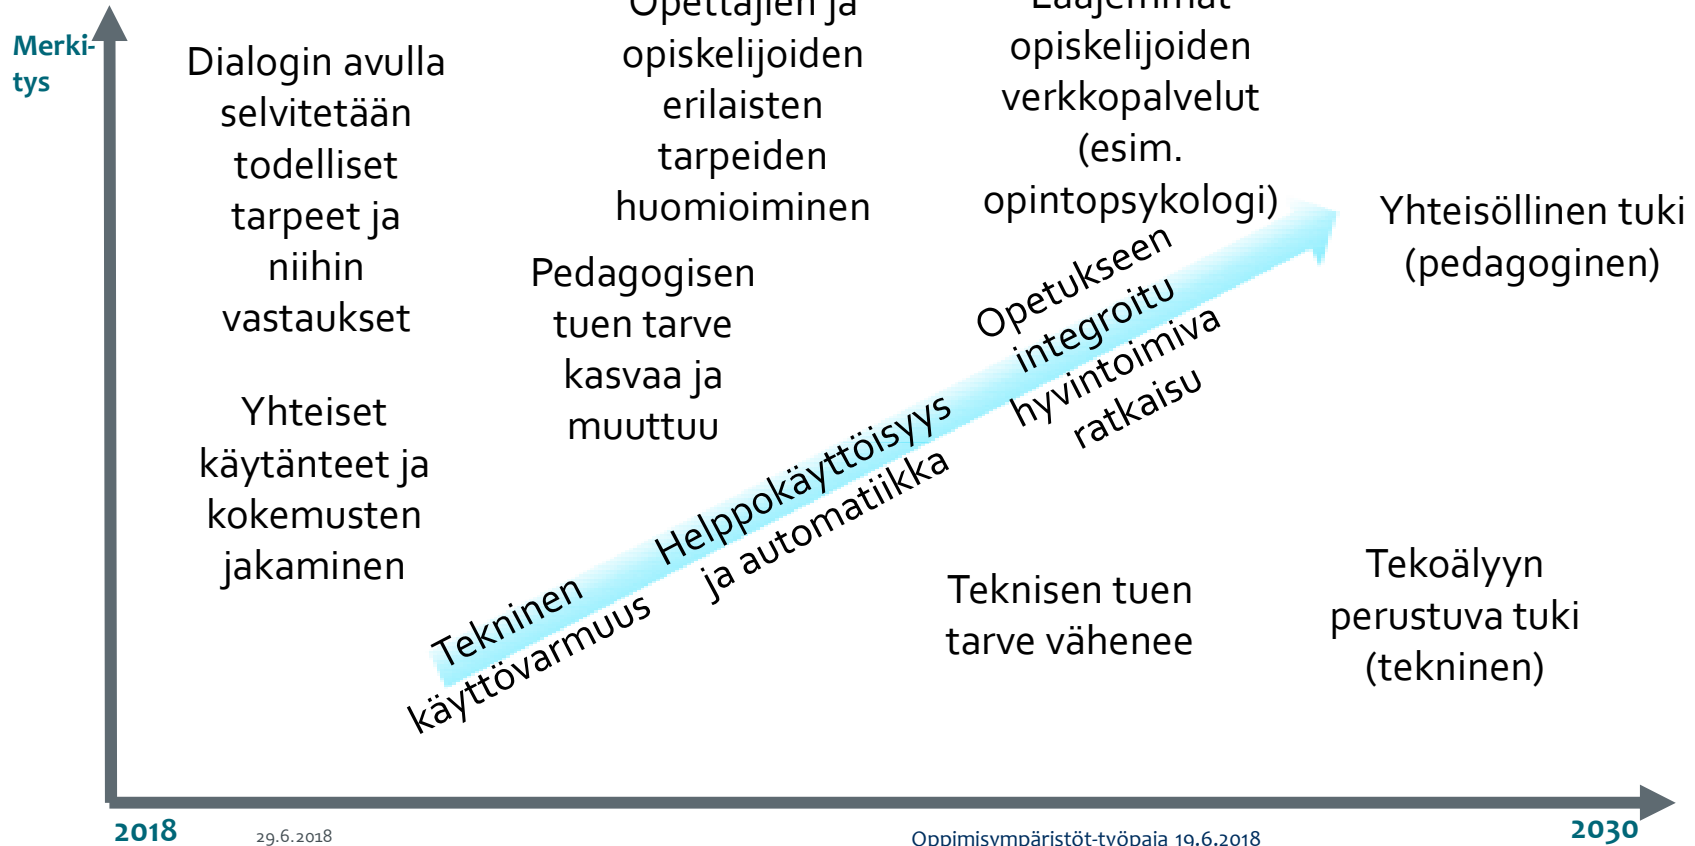 Merki-
tys
Dialogin avulla
selvitetään
todelliset
tarpeet ja
niihin
vastaukset
Yhteiset
käytänteet ja
kokemusten
jakaminen
Opettajien ja
opiskelijoiden
erilaisten
tarpeiden
huomioiminen
Pedagogisen
tuen tarve
kasvaa ja
muuttuu
Laajemmat
opiskelijoiden
verkkopalvelut
(esim.
opintopsykologi)
Yhteisöllinen tuki
(pedagoginen)
Tekninen
käyttövarmuus
Helppokäyttöisyys
ja automatiikka
Opetukseen
integroitu
hyvintoimiva
ratkaisu
Teknisen tuen
tarve vähenee
Tekoälyyn
perustuva tuki
(tekninen)
2018
29.6.2018
Oppimisympäristöt-työpaja 19.6.2018
2030